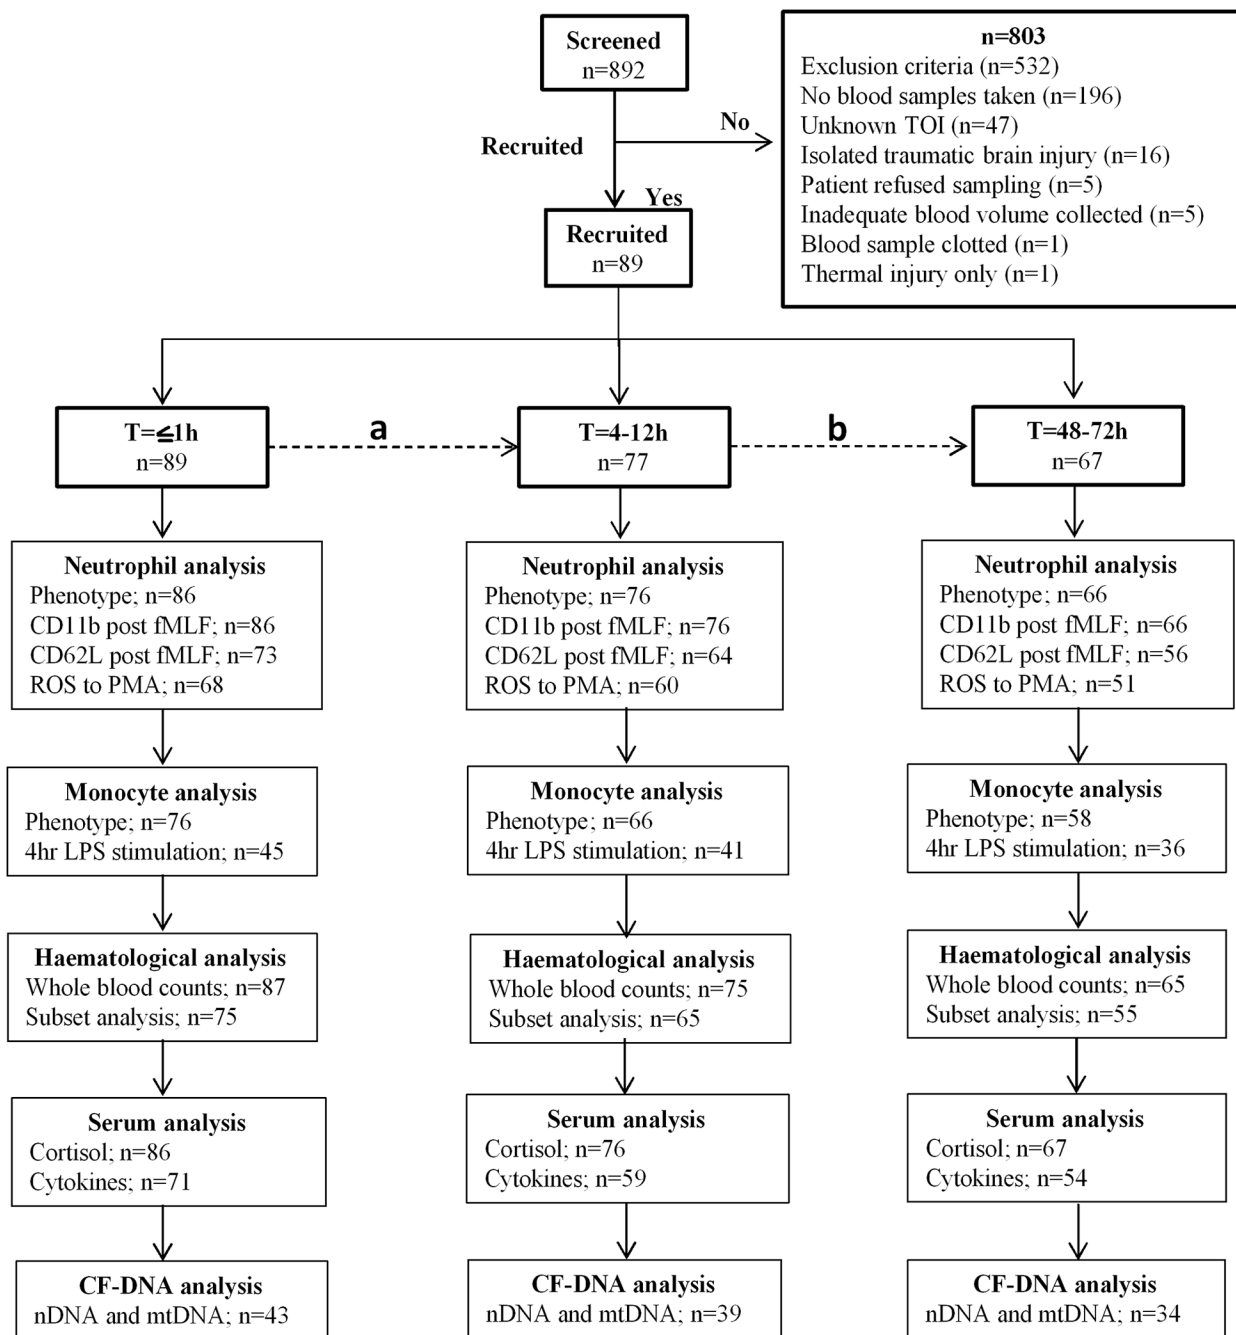 Screened
n=892
n=803
Exclusion criteria (n=532)
No blood samples taken (n=196)
Unknown TOI (n=47)
Isolated traumatic brain injury (n=16)
Patient refused sampling (n=5)
Inadequate blood volume collected (n=5)
Blood sample clotted (n=1)
Thermal injury only (n=1)
No
Recruited
Yes
Recruited
n=89
T=≤1h
n=89
a
T=4-12h
n=77
b
T=48-72h
n=67
Neutrophil analysis
Phenotype; n=86
CD11b post fMLF; n=86
CD62L post fMLF; n=73
ROS to PMA; n=68
Neutrophil analysis
Phenotype; n=76
CD11b post fMLF; n=76
CD62L post fMLF; n=64
ROS to PMA; n=60
Neutrophil analysis
Phenotype; n=66
CD11b post fMLF; n=66
CD62L post fMLF; n=56
ROS to PMA; n=51
Monocyte analysis
Phenotype; n=76
4hr LPS stimulation; n=45
Monocyte analysis
Phenotype; n=66
4hr LPS stimulation; n=41
Monocyte analysis
Phenotype; n=58
4hr LPS stimulation; n=36
Haematological analysis
Whole blood counts; n=87
Subset analysis; n=75
Haematological analysis
Whole blood counts; n=75
Subset analysis; n=65
Haematological analysis
Whole blood counts; n=65
Subset analysis; n=55
Serum analysis
Cortisol; n=86
Cytokines; n=71
Serum analysis
Cortisol; n=76
Cytokines; n=59
Serum analysis
Cortisol; n=67
Cytokines; n=54
CF-DNA analysis
nDNA and mtDNA; n=43
CF-DNA analysis
nDNA and mtDNA; n=39
CF-DNA analysis
nDNA and mtDNA; n=34